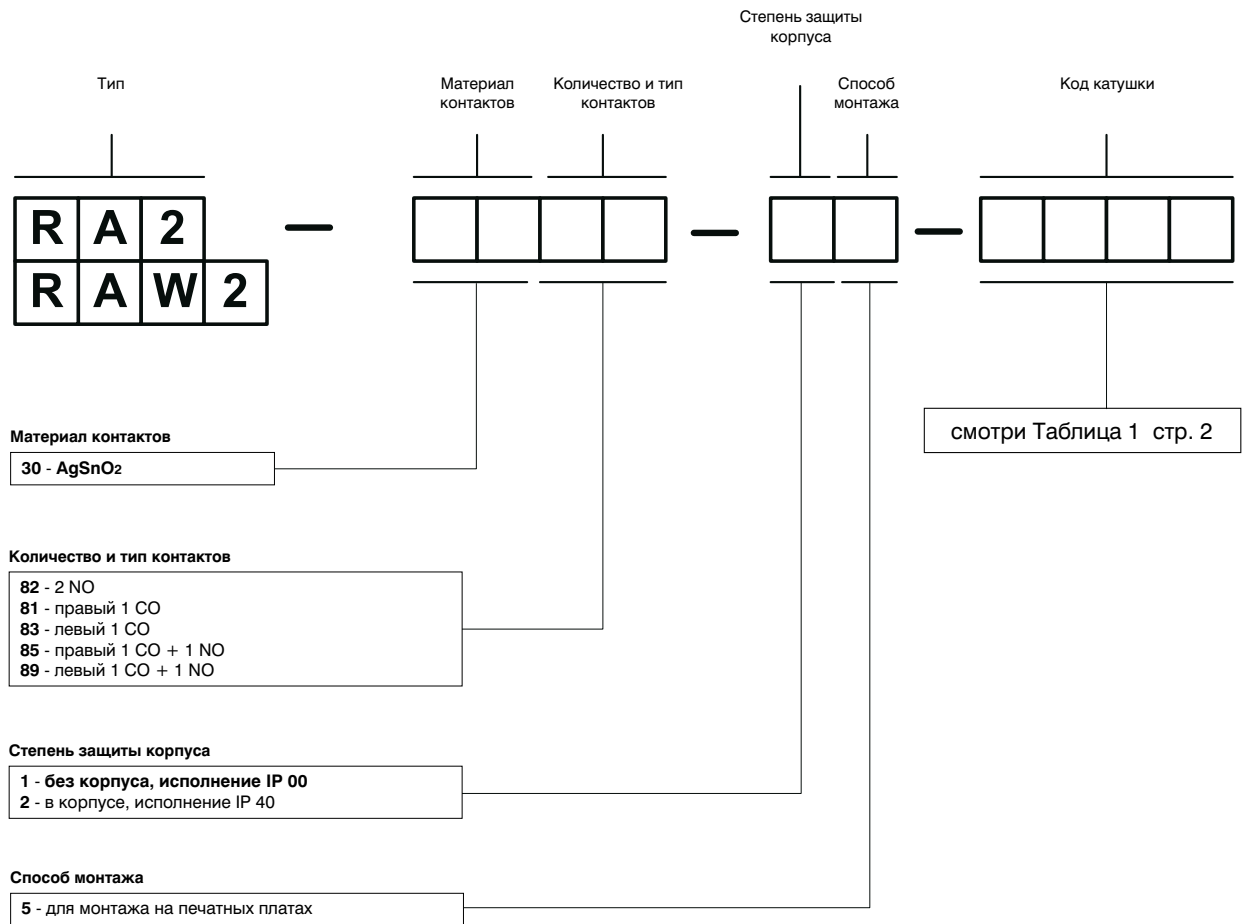 Степень защиты
корпуса
Тип
Материал
контактов
Количество и тип
контактов
Способ
монтажа
Код катушки
RA2
RAW2
смотри Таблица 1 стр. 2
Материал контактов
30 - AgSnO2
Количество и тип контактов
82 - 2 NO
81 - правый 1 CO
83 - левый 1 CO
85 - правый 1 CO + 1 NO
89 - левый 1 CO + 1 NO
Степень защиты корпуса
1 - без корпуса, исполнение IP 00
2 - в корпусе, исполнение IP 40
Способ монтажа
5 - для монтажа на печатных платах